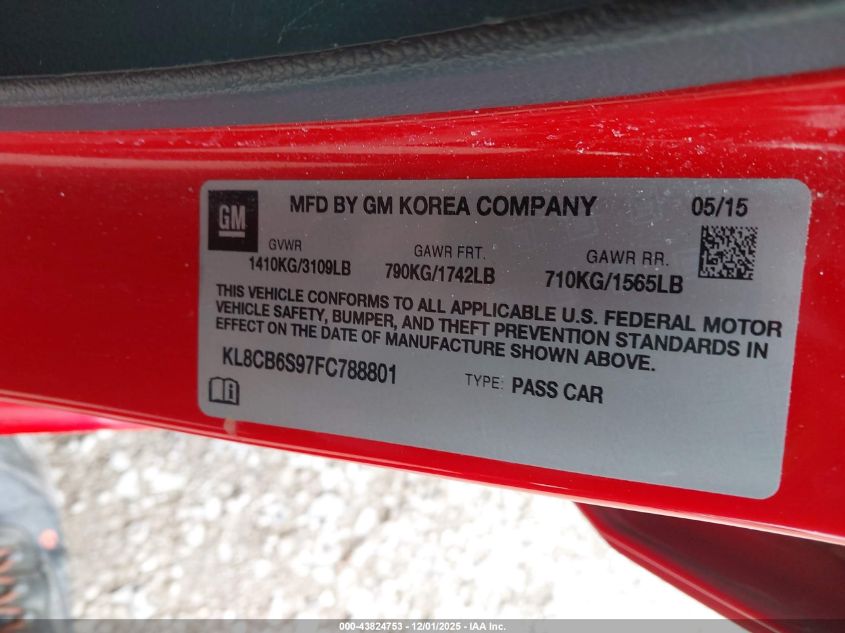 GM
MFD BY GM KOREA COMPANY 05/15
GVWR GAWR FRT. GAWR RR.
1410KG/3109LB 790KG/1742LB 710KG/1565LB
THIS VEHICLE CONFORMS TO ALL APPLICABLE U.S. FEDERAL MOTOR
VEHICLE SAFETY, BUMPER, AND THEFT PREVENTION STANDARDS IN
EFFECT ON THE DATE OF MANUFACTURE SHOWN ABOVE.
KL8CB6S97FC788801 TYPE: PASS CAR
000-43824753 - 12/01/2025 - IAA Inc.